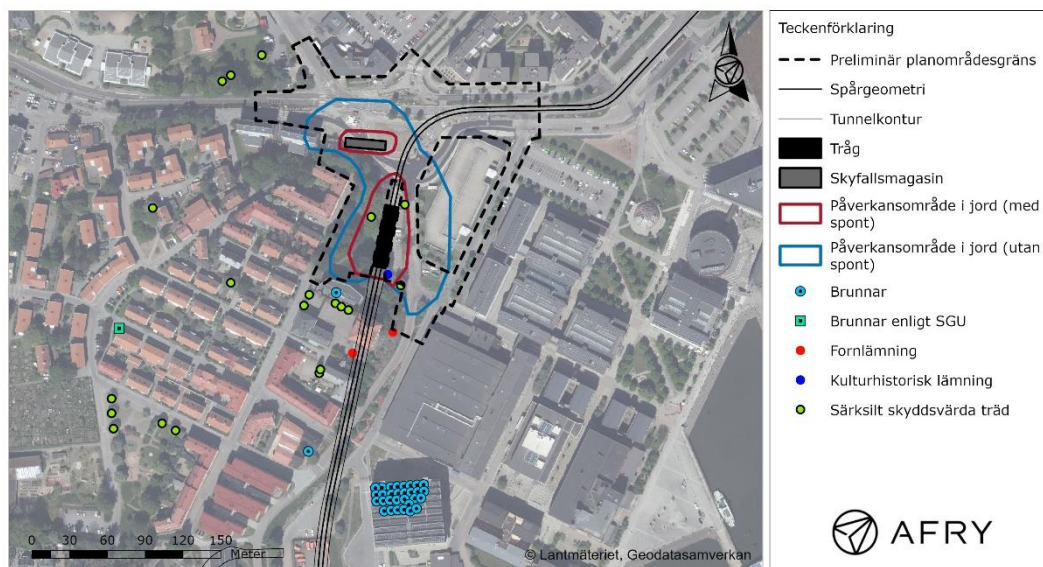 Teckenförklaring
Preliminär planområdesgräns
Spårgeometri
Tunnelkontur
Tråg
Skyfallsmagasin
Påverkansområde i jord (med
spont)
Påverkansområde i jord (utan
spont)
Brunnar
Brunnar enligt SGU
Fornlämning
Kulturhistorisk lämning
Särksilt skyddsvärda träd
AFRY
0 30 60 90 120 150
Meter
© Lantmäteriet, Geodatasamverkan